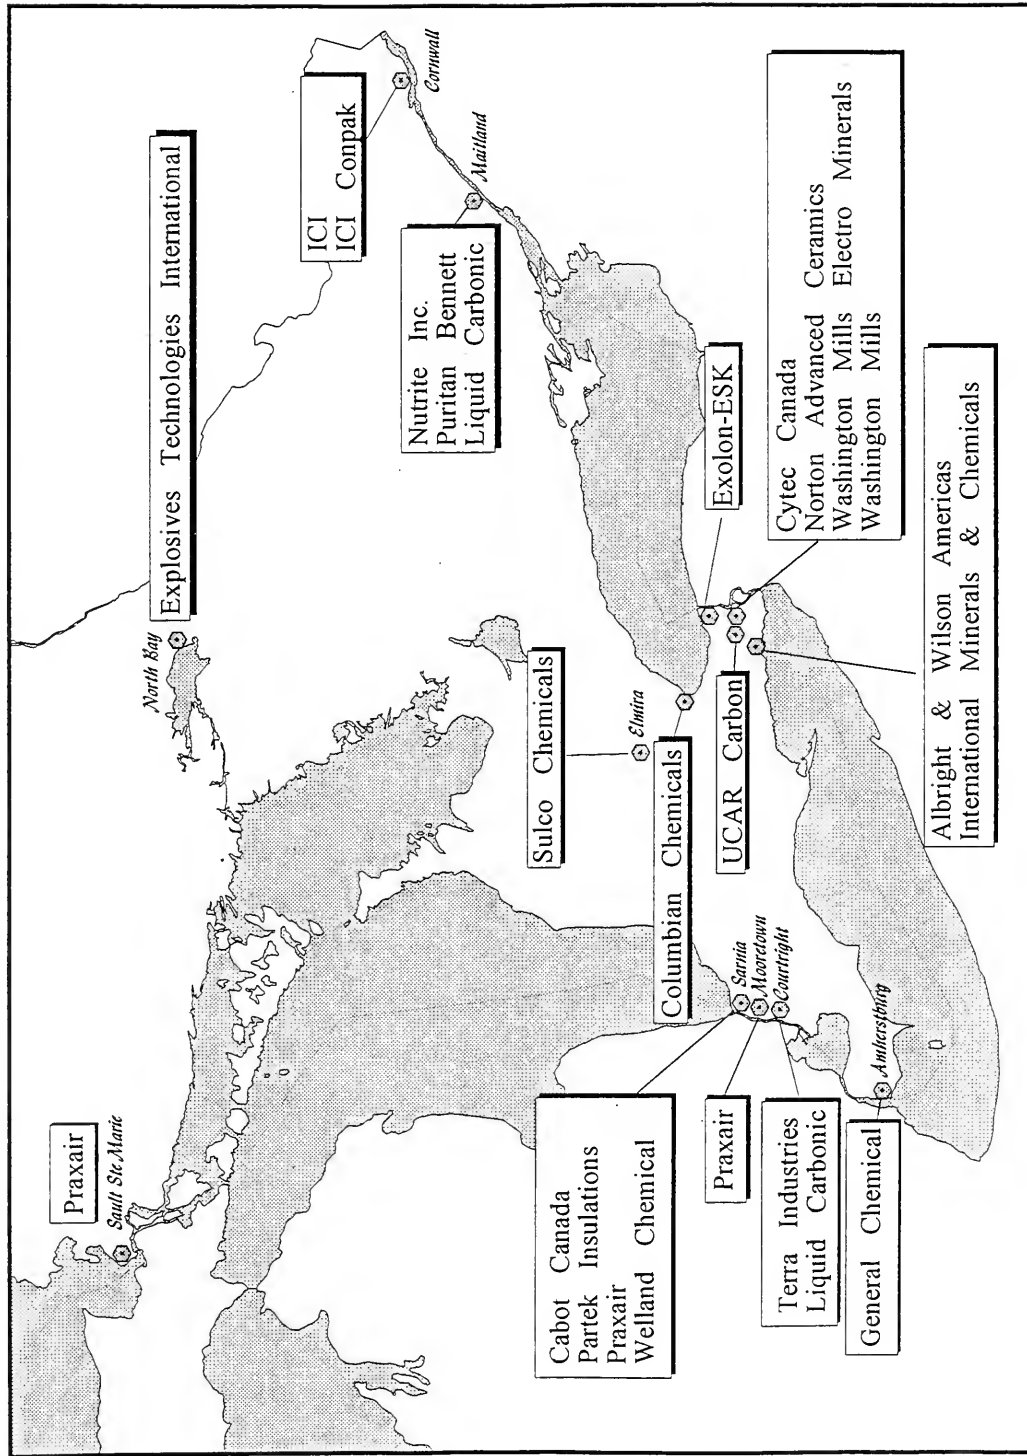 Praxair
Sault Ste Marie
North Bay
Explosives Technologies International
ICI
ICI Conpak
Cornwall
Nutrite Inc.
Puritan Bennett
Liquid Carbonic
Maitland
Sulco Chemicals
Elmira
Columbian Chemicals
UCAR Carbon
Exolon-ESK
Cytec Canada
Norton Advanced Ceramics
Washington Mills Electro Minerals
Washington Mills
Albright & Wilson Americas
International Minerals & Chemicals
Cabot Canada
Partek Insulations
Praxair
Welland Chemical
Sarnia
Mooretown
Courtright
Praxair
Terra Industries
Liquid Carbonic
Amherstburg
General Chemical